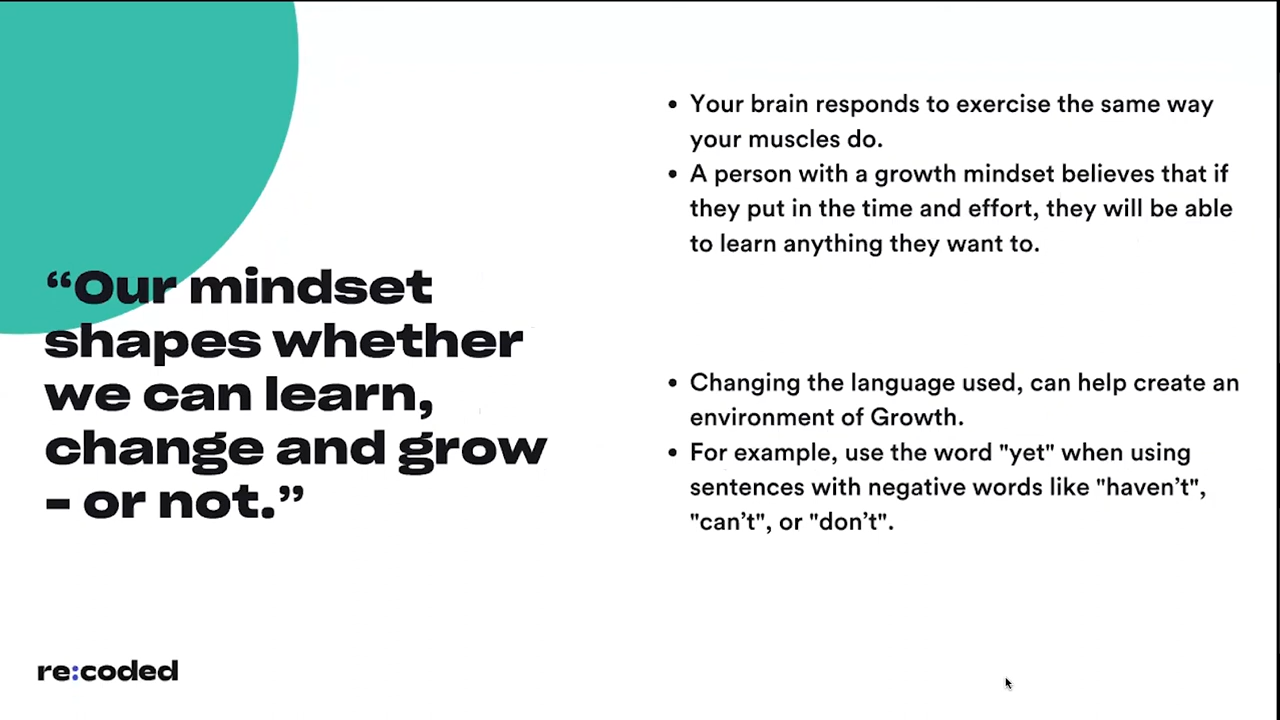 “Our mindset
shapes whether
we can learn,
change and grow
- or not.”
• Your brain responds to exercise the same way
your muscles do.
• A person with a growth mindset believes that if
they put in the time and effort, they will be able
to learn anything they want to.
• Changing the language used, can help create an
environment of Growth.
• For example, use the word "yet" when using
sentences with negative words like "haven’t",
"can’t", or "don’t".
re:coded